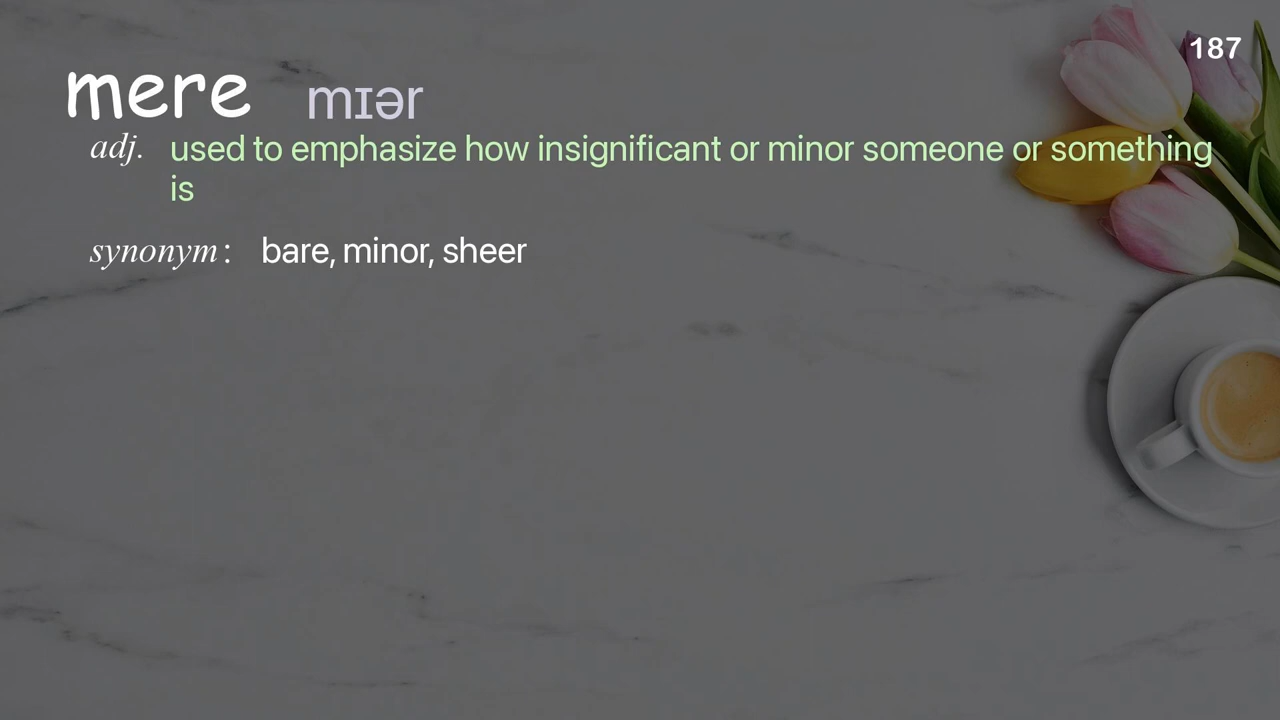 187
mere mɪər
adj. used to emphasize how insignificant or minor someone or something
is
synonym: bare, minor, sheer